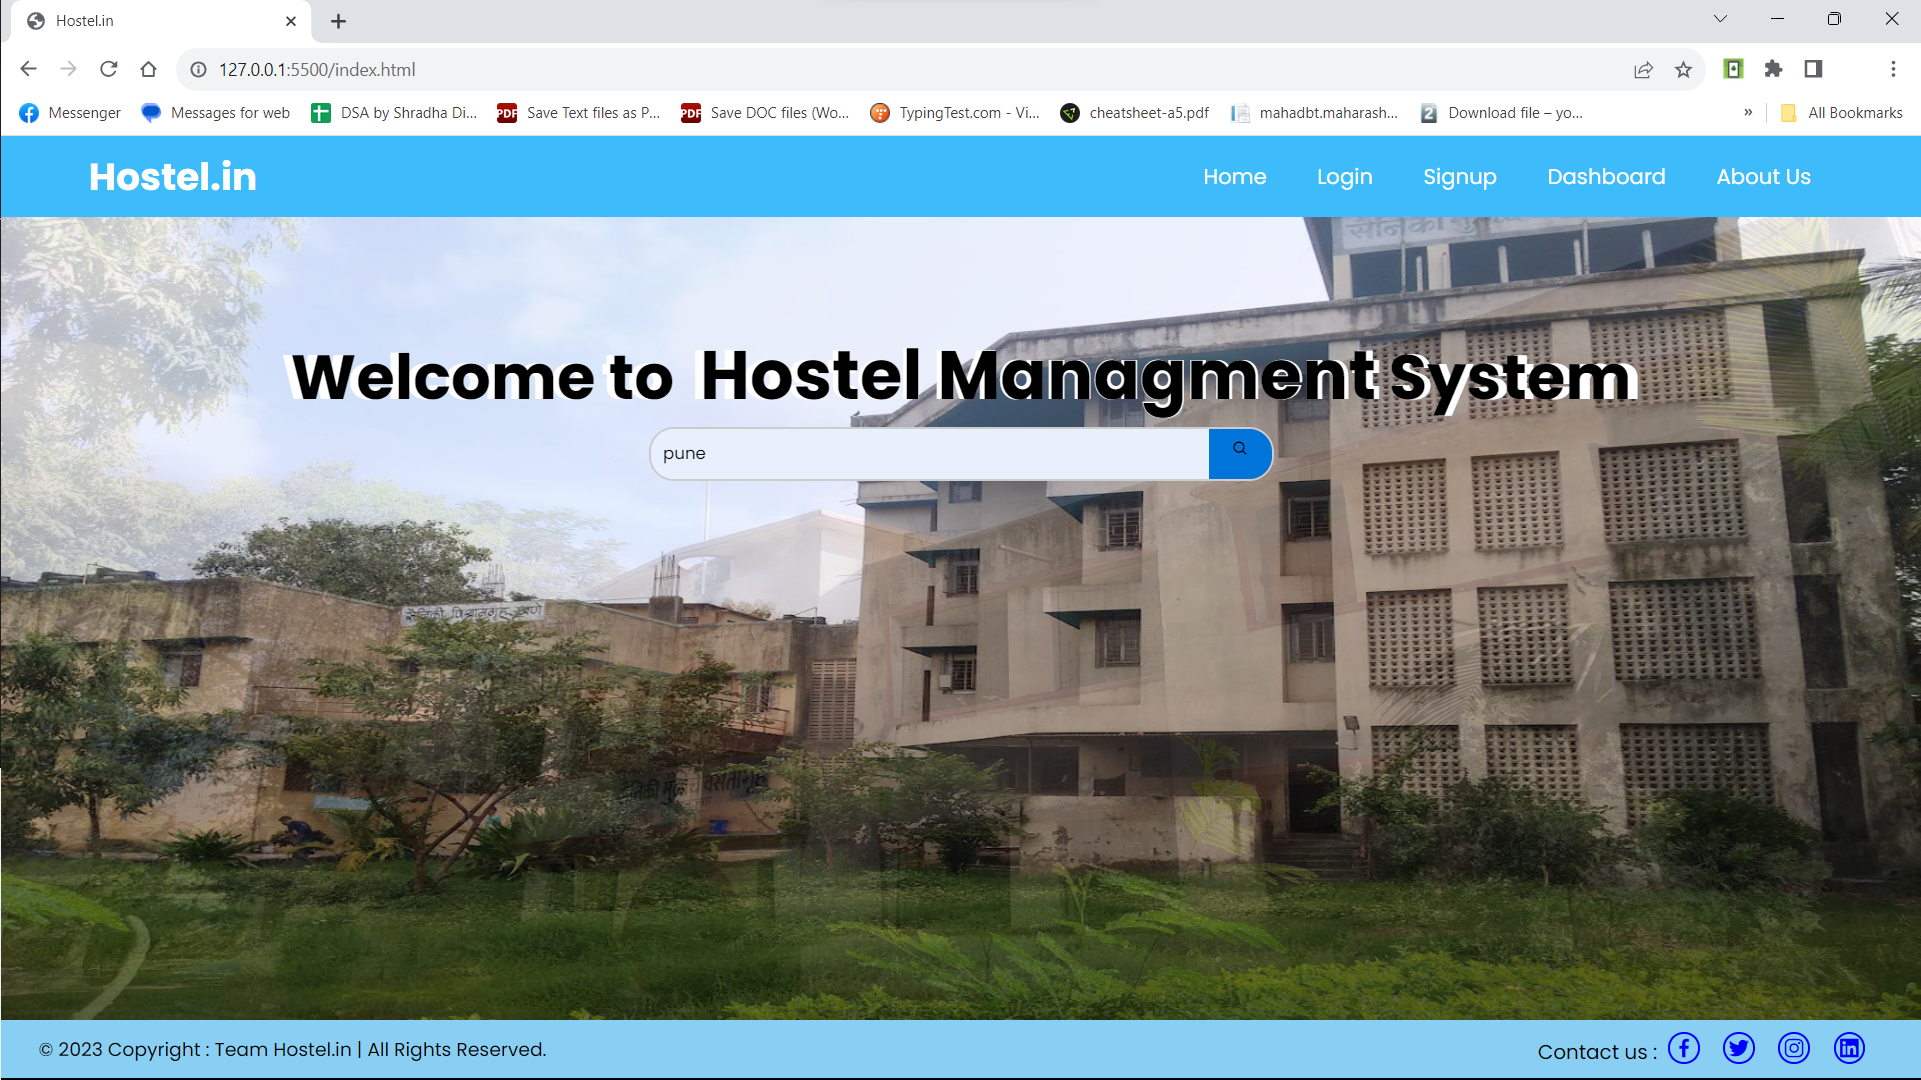 Hostel.in
127.0.0.1:5500/index.html
Messenger Messages for web DSA by Shradha Di... Save Text files as P... Save DOC files (Wo... TypingTest.com - Vi... cheatsheet-a5.pdf mahadbt.maharash... Download file – yo... » All Bookmarks
Hostel.in Home Login Signup Dashboard About Us
Welcome to Hostel Managment System
pune
© 2023 Copyright : Team Hostel.in | All Rights Reserved. Contact us :